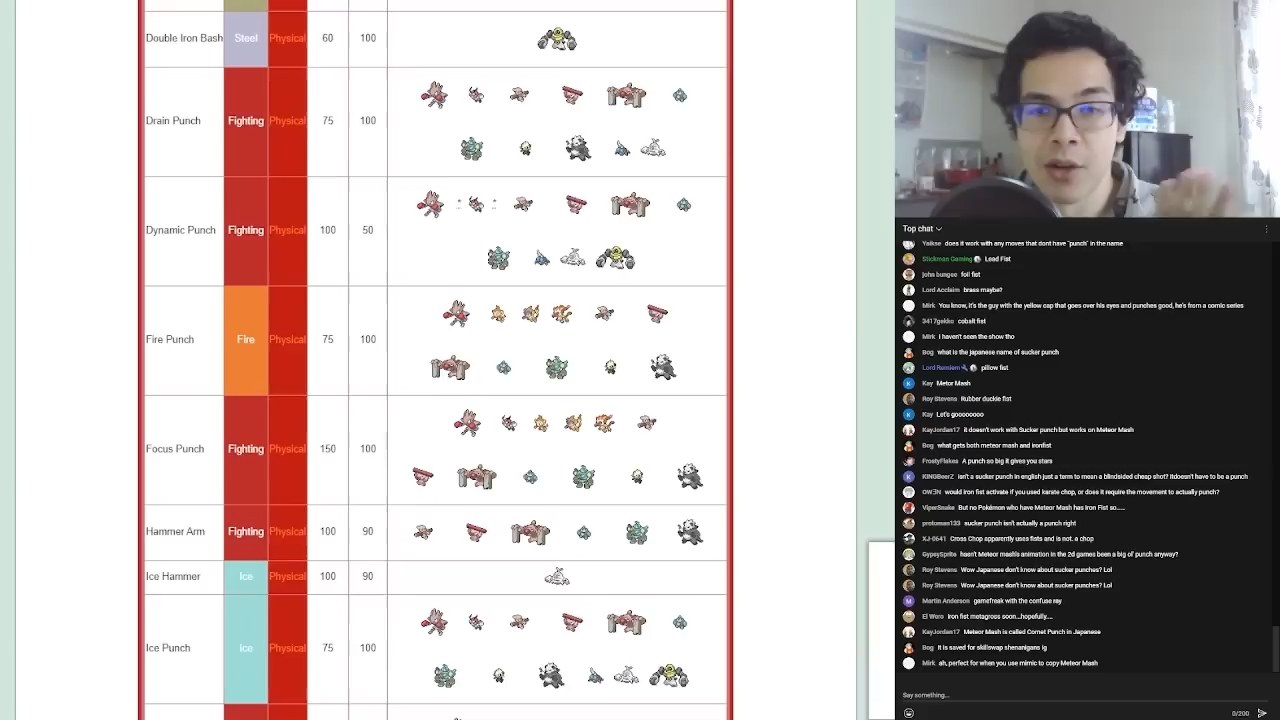 Double Iron Bash Steel Physical 60 100
Drain Punch Fighting Physical 75 100
Dynamic Punch Fighting Physical 100 50
Fire Punch Fire Physical 75 100
Focus Punch Fighting Physical 150 100
Hammer Arm Fighting Physical 100 90
Ice Hammer Ice Physical 100 90
Ice Punch Ice Physical 75 100
Top chat
Yaikse does it work with any moves that dont have "punch" in the name
Stickman Gaming Lead Fist
john bunges foil fist
Lord Acclaim brass maybe?
Mirk You know, it's the guy with the yellow cap that goes over his eyes and punches good, he's from a comic series
3417gekko cobalt fist
Mirk I haven't seen the show tho
Bog what is the japanese name of sucker punch
Lord Remiem pillow fist
Kay Metor Mash
Roy Stevens Rubber duckie fist
Kay Let's goooooooo
KayJordan17 it doesn't work with Sucker punch but works on Meteor Mash
Bog what gets both meteor mash and ironfist
FrostyFlakes A punch so big it gives you stars
KINGBeerZ isn't a sucker punch in english just a term to mean a blindsided cheap shot? itdoesn't have to be a punch
OW3N would iron fist activate if you used karate chop, or does it require the movement to actually punch?
ViperSnake But no Pokémon who have Meteor Mash has Iron Fist so.....
protoman133 sucker punch isn't actually a punch right
XJ-0641 Cross Chop apparently uses fists and is not. a chop
GypsySprite hasn't Meteor mash's animation in the 2d games been a big ol' punch anyway?
Roy Stevens Wow Japanese don't know about sucker punches? Lol
Roy Stevens Wow Japanese don't know about sucker punches? Lol
Martin Anderson gamefreak with the confuse ray
El Wero Iron fist metagross soon...hopefully....
KayJordan17 Meteor Mash is called Comet Punch in Japanese
Bog It is saved for skillswap shenanigans ig
Mirk ah, perfect for when you use mimic to copy Meteor Mash
Say something...
0/200